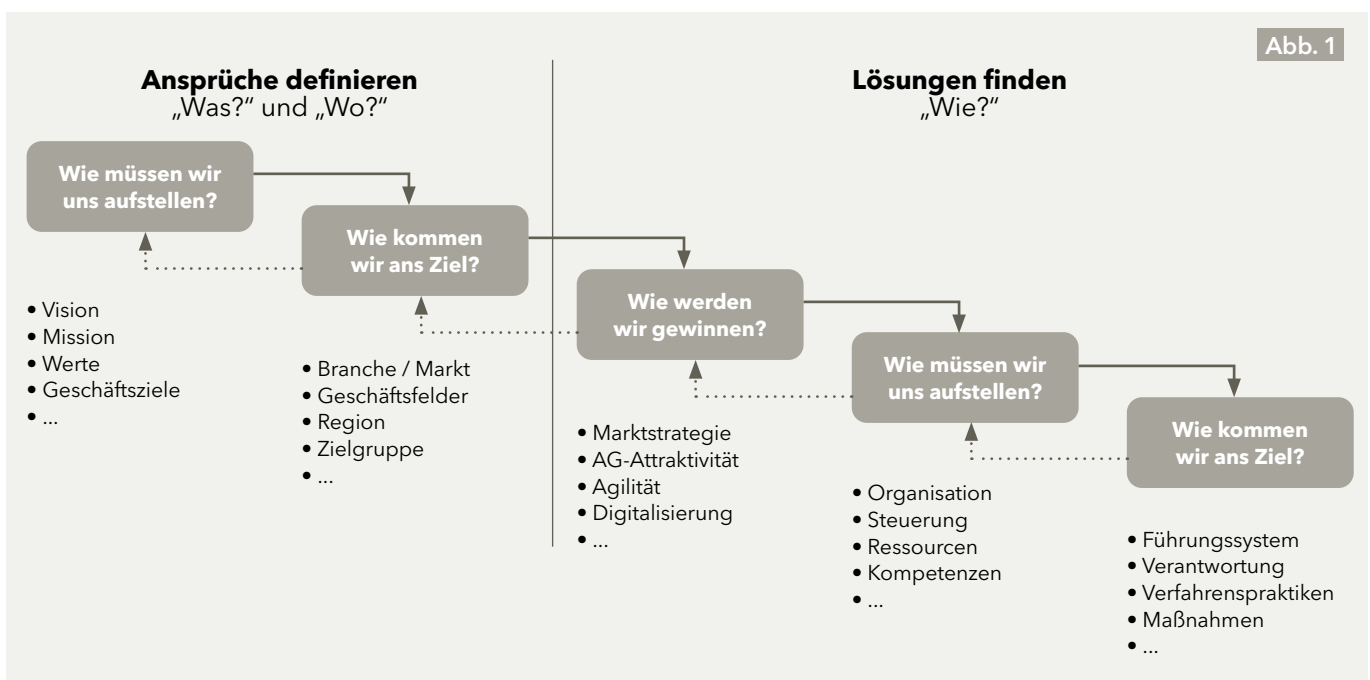 Abb. 1
Ansprüche definieren
„Was?“ und „Wo?“
Lösungen finden
„Wie?“
Wie müssen wir
uns aufstellen?
• Vision
• Mission
• Werte
• Geschäftsziele
• ...
Wie kommen
wir ans Ziel?
• Branche / Markt
• Geschäftsfelder
• Region
• Zielgruppe
• ...
Wie werden
wir gewinnen?
• Marktstrategie
• AG-Attraktivität
• Agilität
• Digitalisierung
• ...
Wie müssen wir
uns aufstellen?
• Organisation
• Steuerung
• Ressourcen
• Kompetenzen
• ...
Wie kommen
wir ans Ziel?
• Führungssystem
• Verantwortung
• Verfahrenspraktiken
• Maßnahmen
• ...